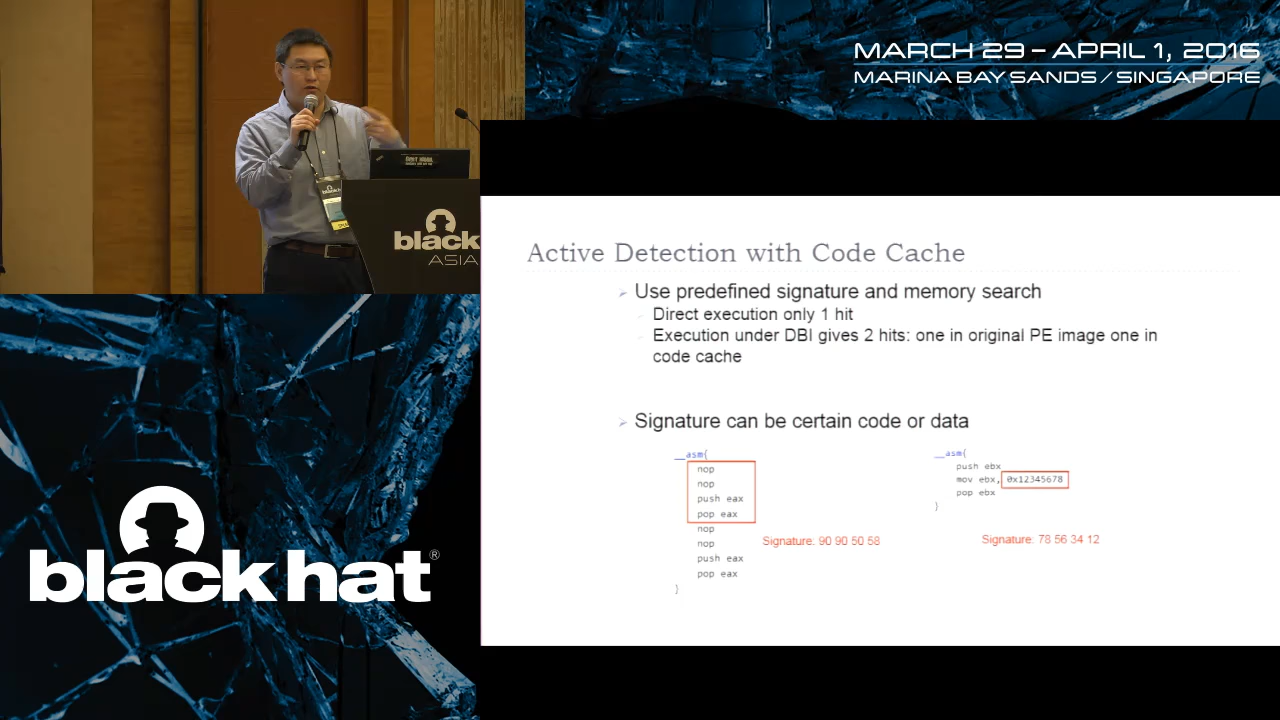 MARCH 29 – APRIL 1, 2016
MARINA BAY SANDS / SINGAPORE
black
ASIA
Active Detection with Code Cache
Use predefined signature and memory search
Direct execution only 1 hit
Execution under DBI gives 2 hits: one in original PE image one in
code cache
Signature can be certain code or data
__asm{
nop
nop
push eax
pop eax
nop
nop
push eax
pop eax
}
Signature: 90 90 50 58
__asm{
push ebx
mov ebx, 0x12345678
pop ebx
}
Signature: 78 56 34 12
black hat®